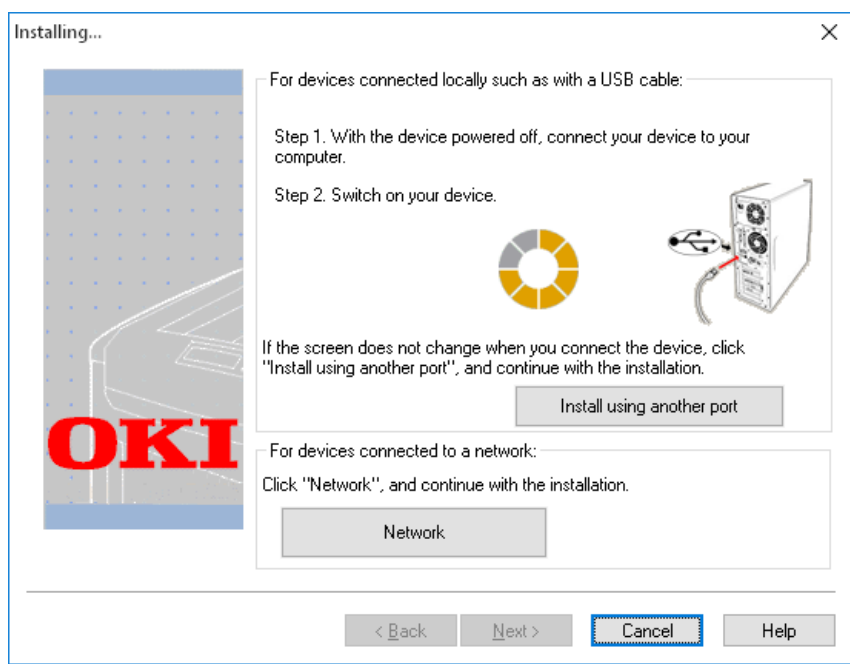 Installing...
For devices connected locally such as with a USB cable:
Step 1. With the device powered off, connect your device to your
computer.
Step 2. Switch on your device.
If the screen does not change when you connect the device, click
"Install using another port", and continue with the installation.
Install using another port
OKI
For devices connected to a network:
Click "Network", and continue with the installation.
Network
< Back Next > Cancel Help